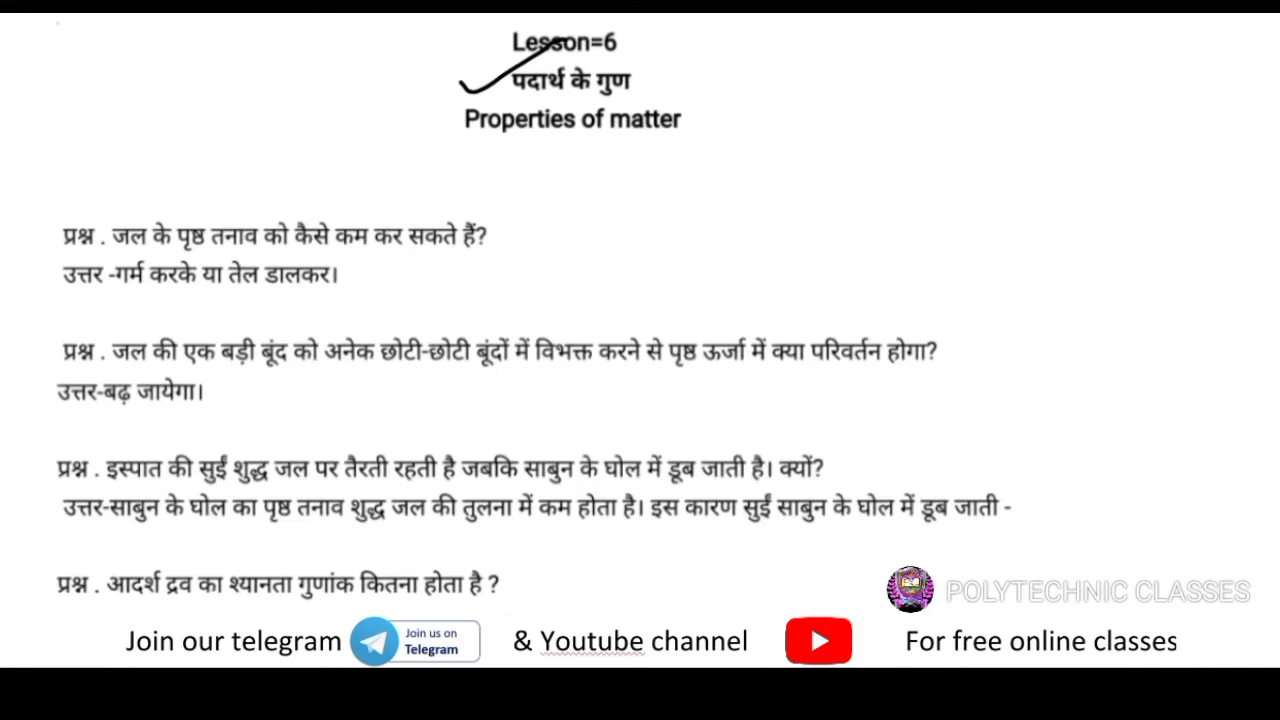 Lesson=6
पदार्थ के गुण
Properties of matter
प्रश्न . जल के पृष्ठ तनाव को कैसे कम कर सकते हैं?
उत्तर -गर्म करके या तेल डालकर।
प्रश्न . जल की एक बड़ी बूंद को अनेक छोटी-छोटी बूंदों में विभक्त करने से पृष्ठ ऊर्जा में क्या परिवर्तन होगा?
उत्तर-बढ़ जायेगा।
प्रश्न . इस्पात की सुईं शुद्ध जल पर तैरती रहती है जबकि साबुन के घोल में डूब जाती है। क्यों?
उत्तर-साबुन के घोल का पृष्ठ तनाव शुद्ध जल की तुलना में कम होता है। इस कारण सुईं साबुन के घोल में डूब जाती -
प्रश्न . आदर्श द्रव का श्यानता गुणांक कितना होता है ?
POLYTECHNIC CLASSES
Join our telegram Join us on Telegram & Youtube channel For free online classes